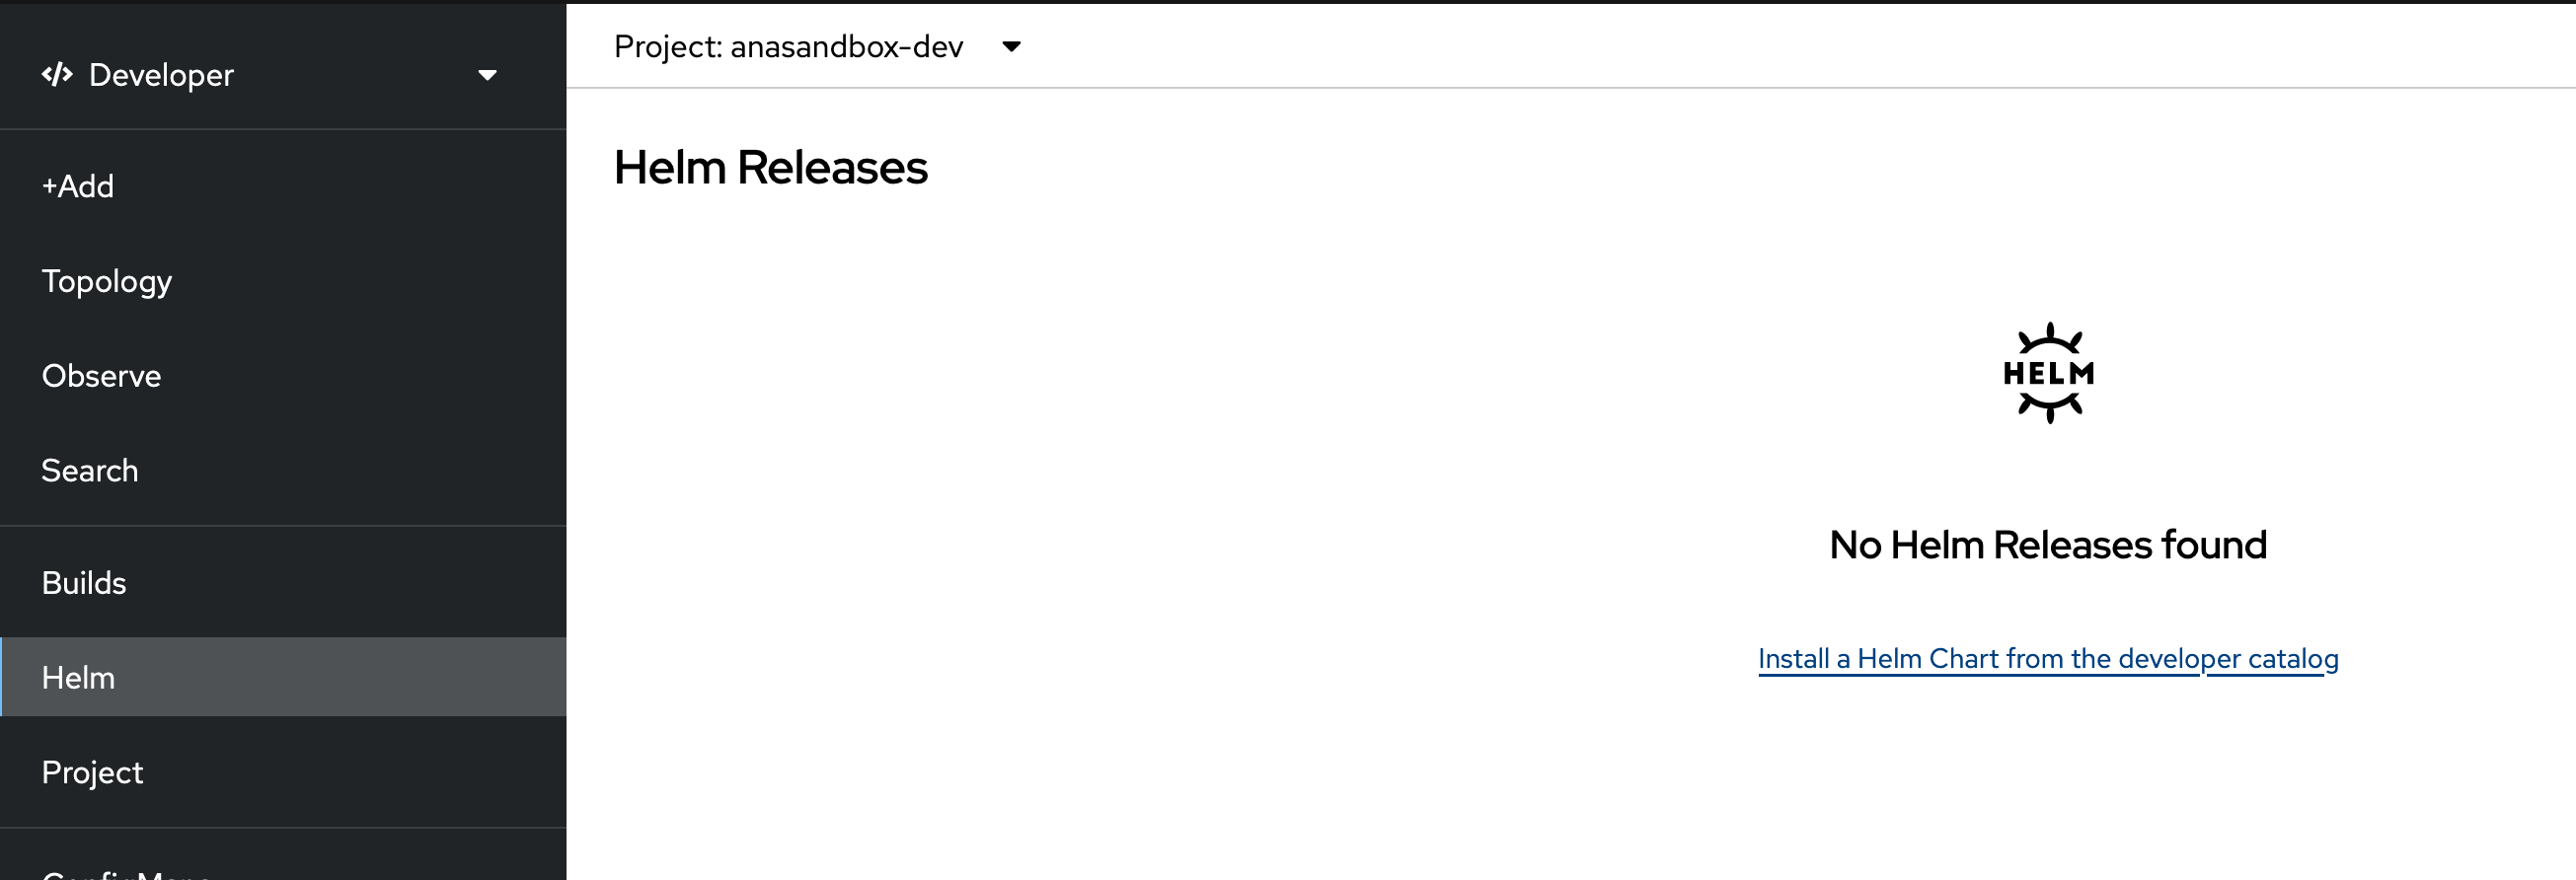 Developer
+Add
Topology
Observe
Search
Builds
Helm
Project
ConfigMaps
Project: anasandbox-dev
Helm Releases
HELM
No Helm Releases found
Install a Helm Chart from the developer catalog